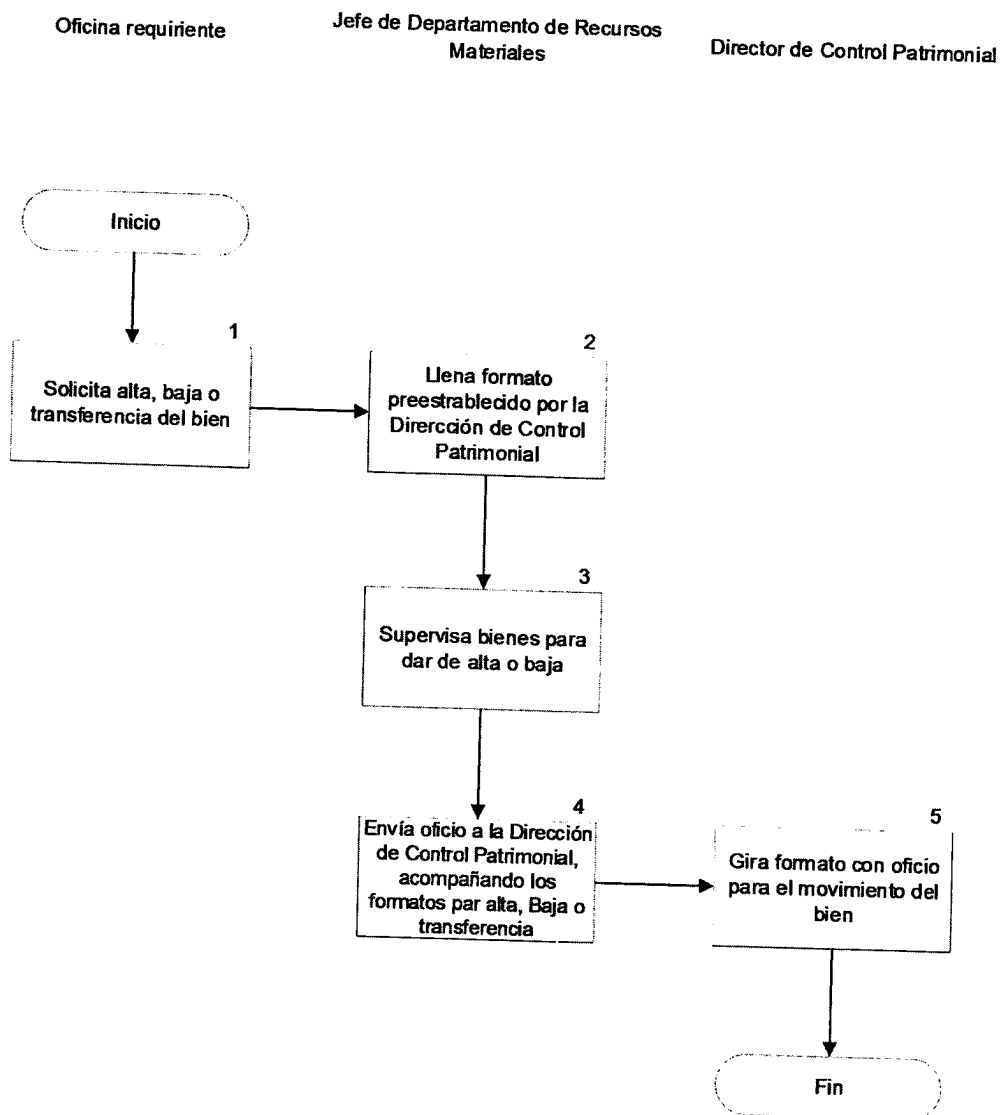 Oficina requiriente
Jefe de Departamento de Recursos
Materiales
Director de Control Patrimonial
Inicio
1
Solicita alta, baja o
transferencia del bien
2
Llena formato
preestablecido por la
Dirercción de Control
Patrimonial
3
Supervisa bienes para
dar de alta o baja
4
Envía oficio a la Dirección
de Control Patrimonial,
acompañando los
formatos par alta, Baja o
transferencia
5
Gira formato con oficio
para el movimiento del
bien
Fin